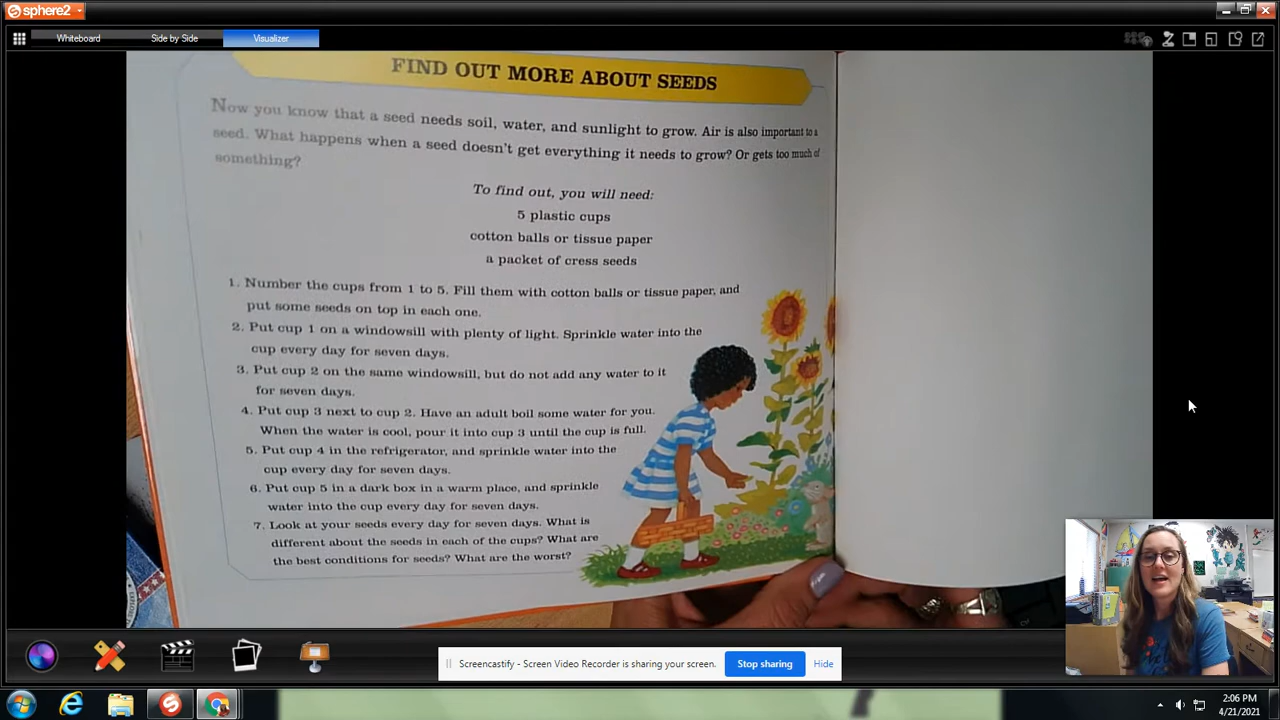 sphere2
Whiteboard
Side by Side
Visualizer
FIND OUT MORE ABOUT SEEDS
Now you know that a seed needs soil, water, and sunlight to grow. Air is also important to a
seed. What happens when a seed doesn't get everything it needs to grow? Or gets too much of
something?
To find out, you will need:
5 plastic cups
cotton balls or tissue paper
a packet of cress seeds
1. Number the cups from 1 to 5. Fill them with cotton balls or tissue paper, and
put some seeds on top in each one.
2. Put cup 1 on a windowsill with plenty of light. Sprinkle water into the
cup every day for seven days.
3. Put cup 2 on the same windowsill, but do not add any water to it
for seven days.
4. Put cup 3 next to cup 2. Have an adult boil some water for you.
When the water is cool, pour it into cup 3 until the cup is full.
5. Put cup 4 in the refrigerator, and sprinkle water into the
cup every day for seven days.
6. Put cup 5 in a dark box in a warm place, and sprinkle
water into the cup every day for seven days.
7. Look at your seeds every day for seven days. What is
different about the seeds in each of the cups? What are
the best conditions for seeds? What are the worst?
Screencastify - Screen Video Recorder is sharing your screen.
Stop sharing
Hide
2:06 PM
4/21/2021